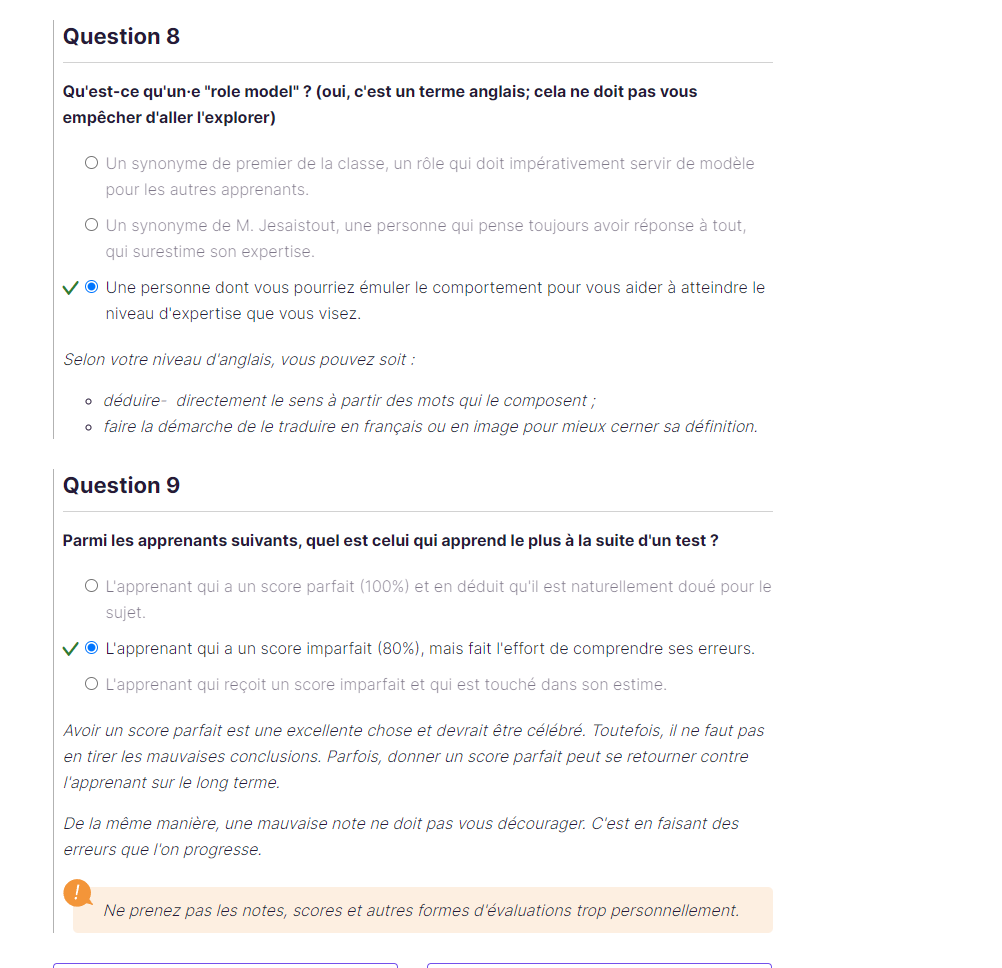 Question 8
Qu'est-ce qu'un·e "role model" ? (oui, c'est un terme anglais; cela ne doit pas vous
empêcher d'aller l'explorer)
Un synonyme de premier de la classe, un rôle qui doit impérativement servir de modèle
pour les autres apprenants.
Un synonyme de M. Jesaistout, une personne qui pense toujours avoir réponse à tout,
qui surestime son expertise.
Une personne dont vous pourriez émuler le comportement pour vous aider à atteindre le
niveau d'expertise que vous visez.
Selon votre niveau d'anglais, vous pouvez soit :
déduire-  directement le sens à partir des mots qui le composent ;
faire la démarche de le traduire en français ou en image pour mieux cerner sa définition.
Question 9
Parmi les apprenants suivants, quel est celui qui apprend le plus à la suite d'un test ?
L'apprenant qui a un score parfait (100%) et en déduit qu'il est naturellement doué pour le
sujet.
L'apprenant qui a un score imparfait (80%), mais fait l'effort de comprendre ses erreurs.
L'apprenant qui reçoit un score imparfait et qui est touché dans son estime.
Avoir un score parfait est une excellente chose et devrait être célébré. Toutefois, il ne faut pas
en tirer les mauvaises conclusions. Parfois, donner un score parfait peut se retourner contre
l'apprenant sur le long terme.
De la même manière, une mauvaise note ne doit pas vous décourager. C'est en faisant des
erreurs que l'on progresse.
!
Ne prenez pas les notes, scores et autres formes d'évaluations trop personnellement.